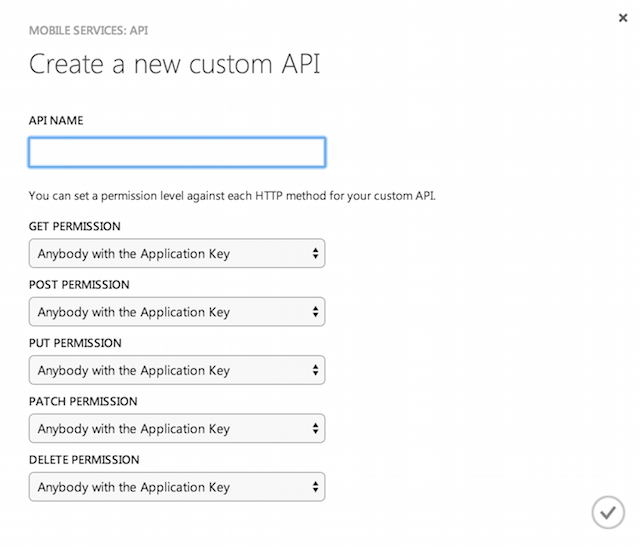 MOBILE SERVICES: API
Create a new custom API
API NAME
You can set a permission level against each HTTP method for your custom API.
GET PERMISSION
Anybody with the Application Key
POST PERMISSION
Anybody with the Application Key
PUT PERMISSION
Anybody with the Application Key
PATCH PERMISSION
Anybody with the Application Key
DELETE PERMISSION
Anybody with the Application Key